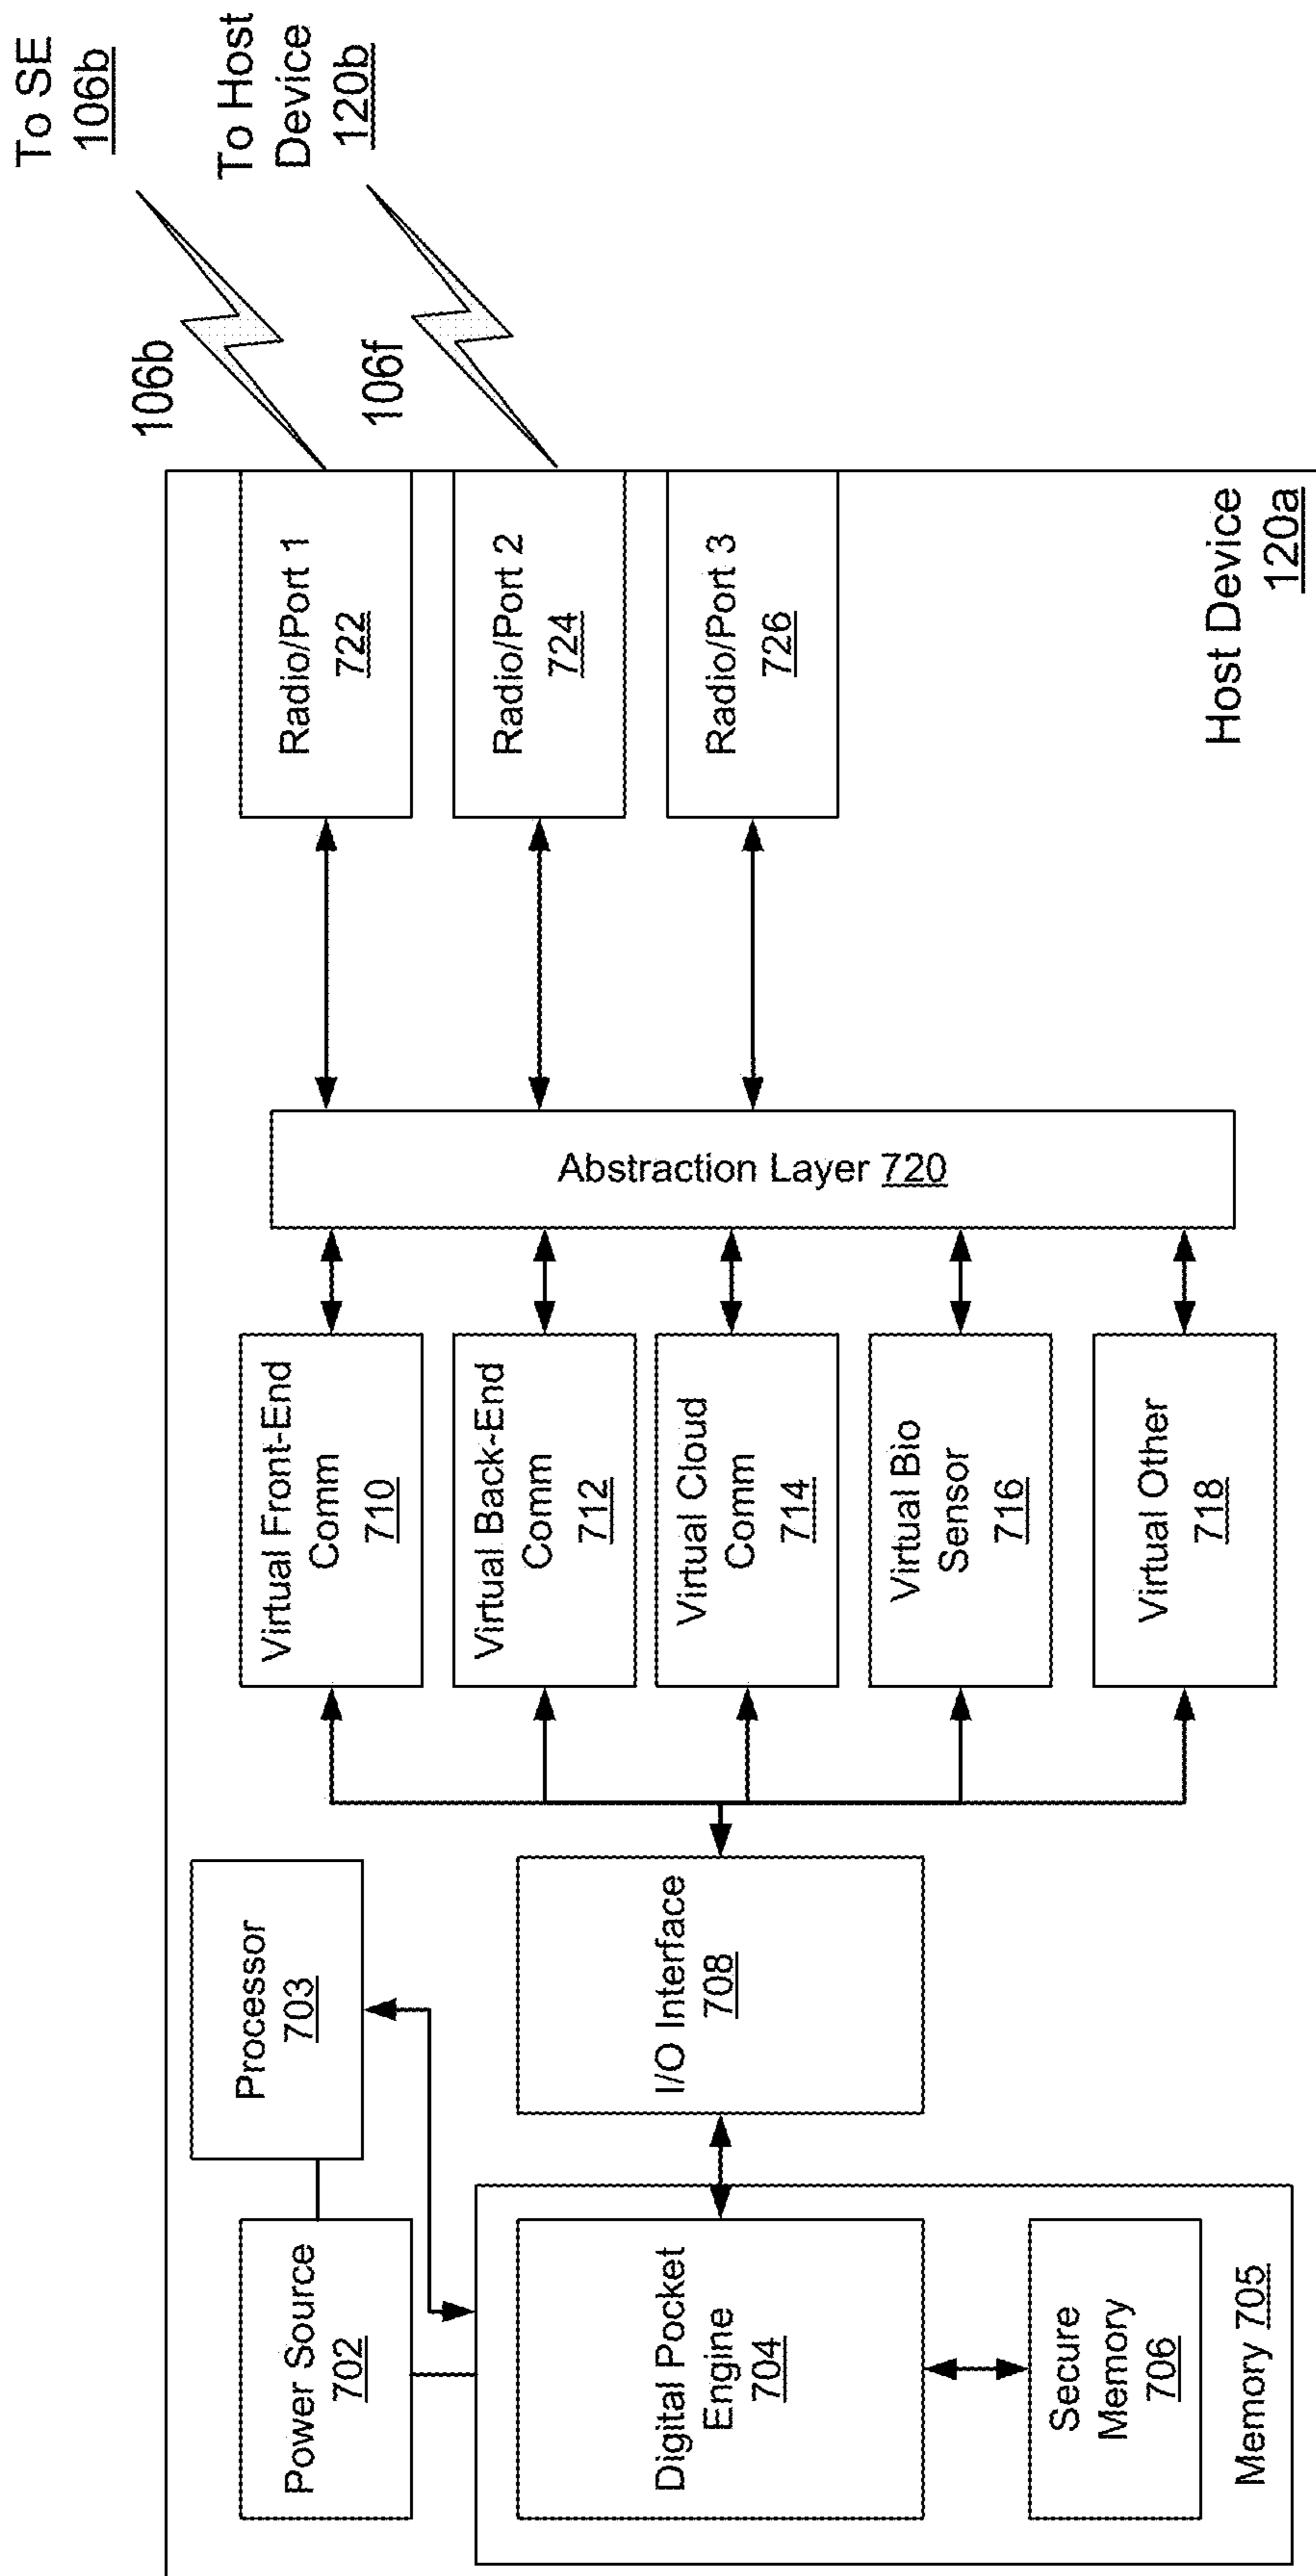 To SE
106b
To Host
Device
120b
106b
106f
Power Source
702
Processor
703
Digital Pocket
Engine
704
Secure
Memory
706
Memory 705
I/O Interface
708
Virtual Front-End
Comm
710
Virtual Back-End
Comm
712
Virtual Cloud
Comm
714
Virtual Bio
Sensor
716
Virtual Other
718
Abstraction Layer 720
Radio/Port 1
722
Radio/Port 2
724
Radio/Port 3
726
Host Device
120a